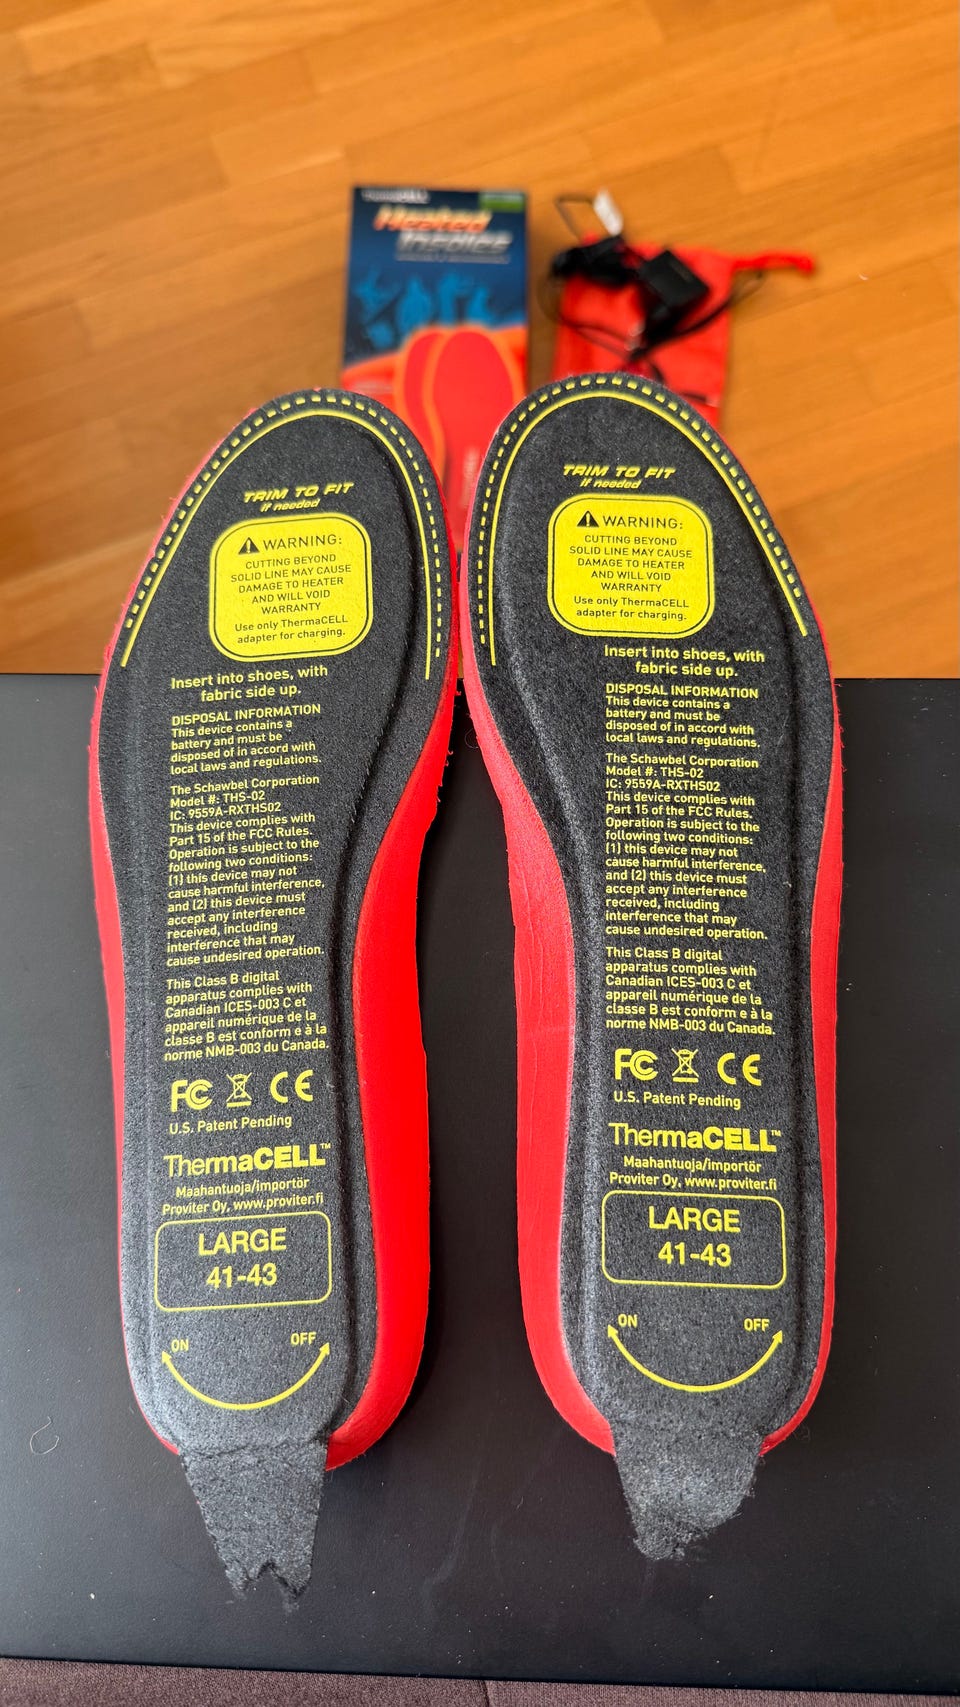 ThermaCELL
Heated
Insoles
TRIM TO FIT
if needed
WARNING:
CUTTING BEYOND
SOLID LINE MAY CAUSE
DAMAGE TO HEATER
AND WILL VOID
WARRANTY
Use only ThermaCELL
adapter for charging.
Insert into shoes, with
fabric side up.
DISPOSAL INFORMATION
This device contains a
battery and must be
disposed of in accord with
local laws and regulations.
The Schawbel Corporation
Model #: THS-02
IC: 9559A-RXTHS02
This device complies with
Part 15 of the FCC Rules.
Operation is subject to the
following two conditions:
(1) this device may not
cause harmful interference,
and (2) this device must
accept any interference
received, including
interference that may
cause undesired operation.
This Class B digital
apparatus complies with
Canadian ICES-003 C et
appareil numérique de la
classe B est conform e à la
norme NMB-003 du Canada.
FC CE
U.S. Patent Pending
ThermaCELL™
Maahantuoja/importör
Proviter Oy, www.proviter.fi
LARGE
41-43
ON OFF
TRIM TO FIT
if needed
WARNING:
CUTTING BEYOND
SOLID LINE MAY CAUSE
DAMAGE TO HEATER
AND WILL VOID
WARRANTY
Use only ThermaCELL
adapter for charging.
Insert into shoes, with
fabric side up.
DISPOSAL INFORMATION
This device contains a
battery and must be
disposed of in accord with
local laws and regulations.
The Schawbel Corporation
Model #: THS-02
IC: 9559A-RXTHS02
This device complies with
Part 15 of the FCC Rules.
Operation is subject to the
following two conditions:
(1) this device may not
cause harmful interference,
and (2) this device must
accept any interference
received, including
interference that may
cause undesired operation.
This Class B digital
apparatus complies with
Canadian ICES-003 C et
appareil numérique de la
classe B est conform e à la
norme NMB-003 du Canada.
FC CE
U.S. Patent Pending
ThermaCELL™
Maahantuoja/importör
Proviter Oy, www.proviter.fi
LARGE
41-43
ON OFF